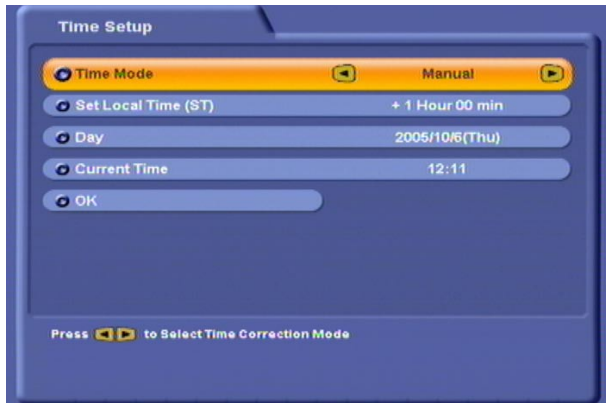 Time Setup
Time Mode Manual
Set Local Time (ST) + 1 Hour 00 min
Day 2005/10/6(Thu)
Current Time 12:11
OK
Press to Select Time Correction Mode